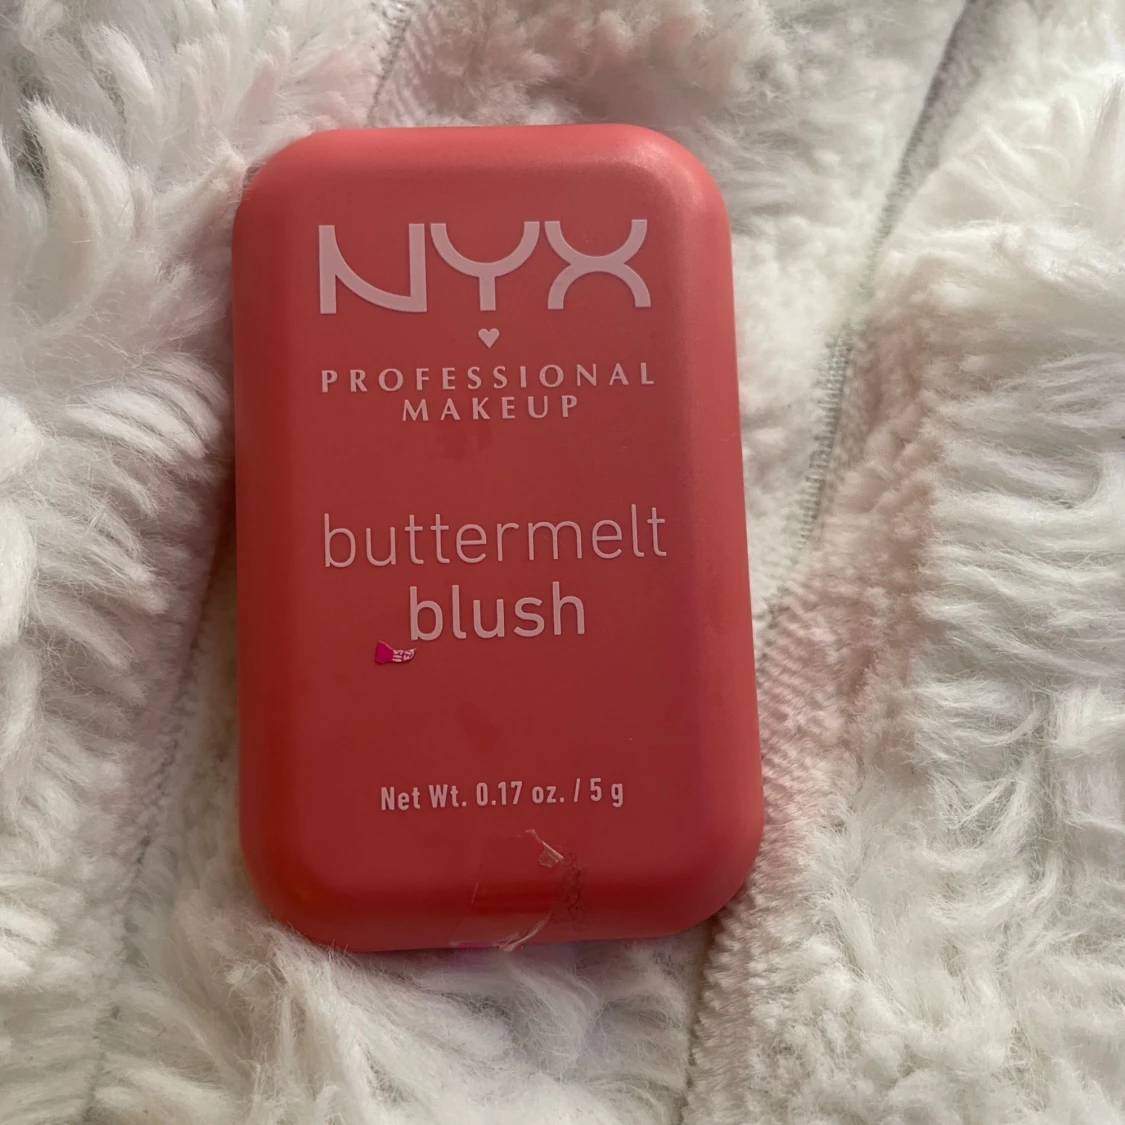 NYX
PROFESSIONAL
MAKEUP
buttermelt
blush
Net Wt. 0.17 oz. / 5 g